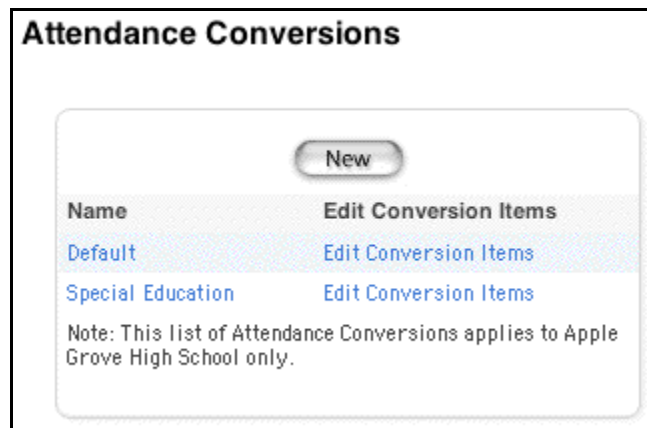 Attendance Conversions
New
Name Edit Conversion Items
Default Edit Conversion Items
Special Education Edit Conversion Items
Note: This list of Attendance Conversions applies to Apple
Grove High School only.